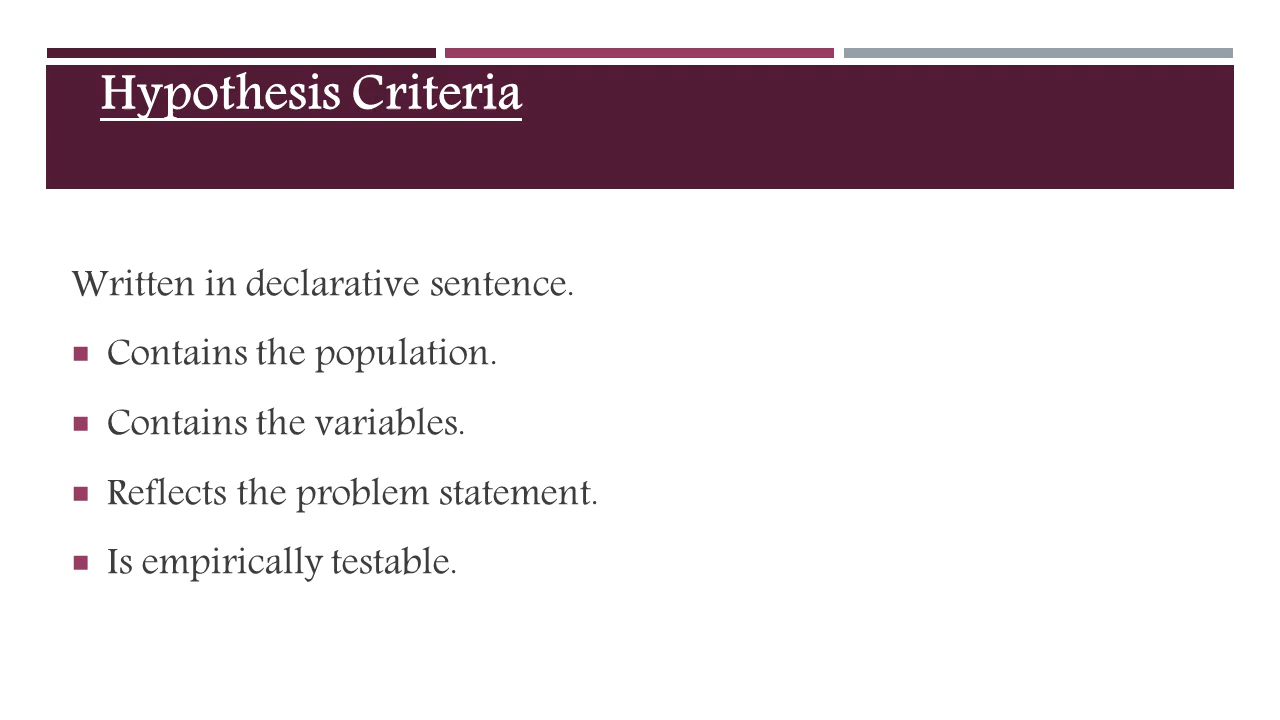 Hypothesis Criteria
Written in declarative sentence.
Contains the population.
Contains the variables.
Reflects the problem statement.
Is empirically testable.